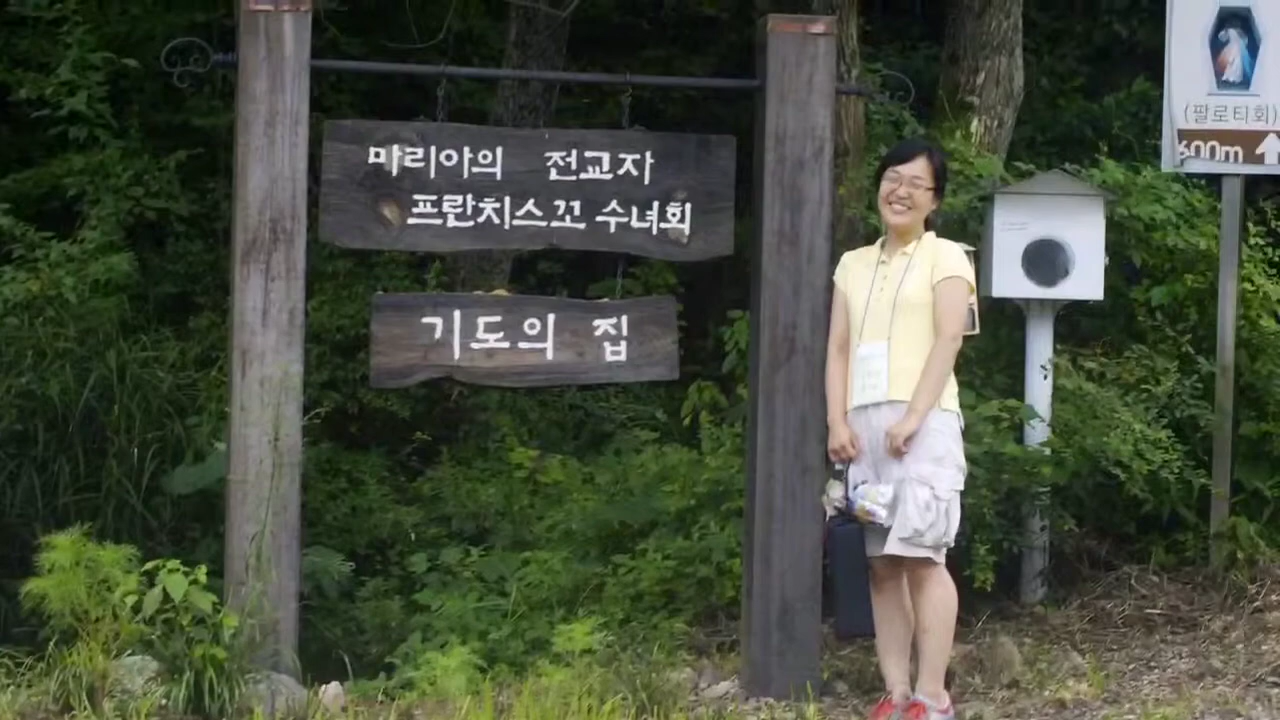 마리아의 전교자
프란치스꼬 수녀회
기도의 집
(팔로티회)
600m